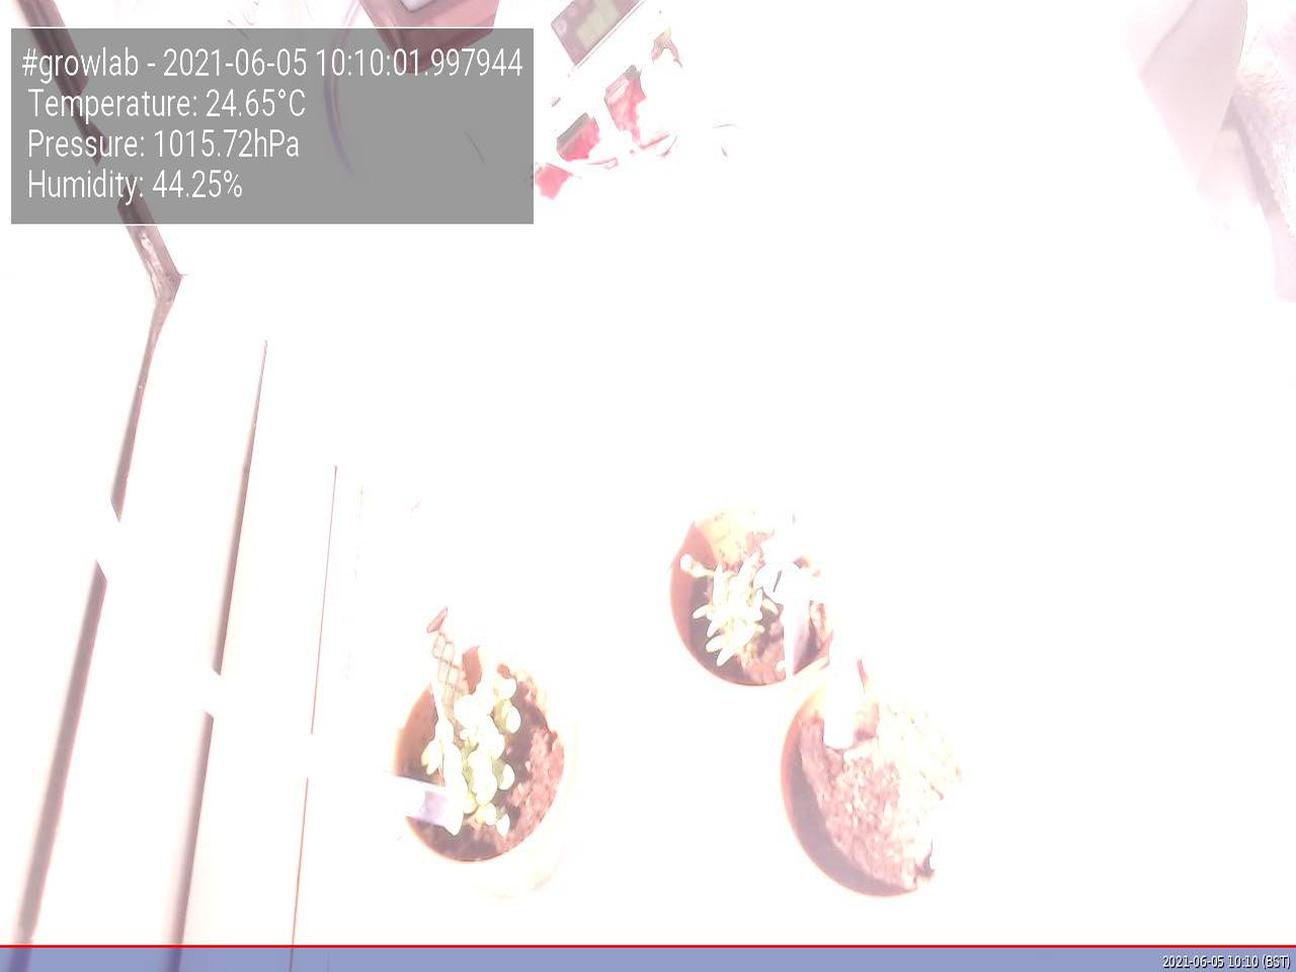 #growlab - 2021-06-05 10:10:01.997944
Temperature: 24.65°C
Pressure: 1015.72hPa
Humidity: 44.25%
2021-06-05 10:10 (BST)